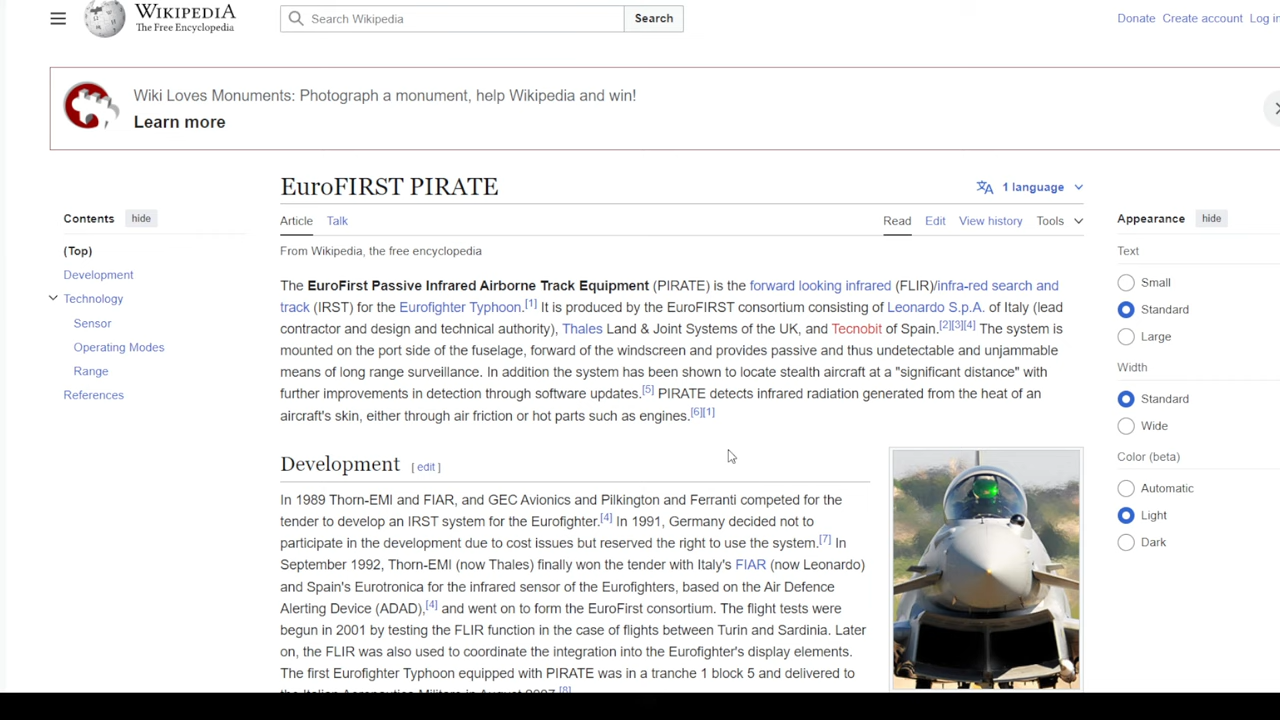 WIKIPEDIA
The Free Encyclopedia
Search Wikipedia
Search
Donate Create account Log in
Wiki Loves Monuments: Photograph a monument, help Wikipedia and win!
Learn more
EuroFIRST PIRATE
1 language
Contents hide
(Top)
Development
Technology
Sensor
Operating Modes
Range
References
Article Talk
Read Edit View history Tools
From Wikipedia, the free encyclopedia
The EuroFirst Passive Infrared Airborne Track Equipment (PIRATE) is the forward looking infrared (FLIR)/infra-red search and
track (IRST) for the Eurofighter Typhoon.[1] It is produced by the EuroFIRST consortium consisting of Leonardo S.p.A. of Italy (lead
contractor and design and technical authority), Thales Land & Joint Systems of the UK, and Tecnobit of Spain.[2][3][4] The system is
mounted on the port side of the fuselage, forward of the windscreen and provides passive and thus undetectable and unjammable
means of long range surveillance. In addition the system has been shown to locate stealth aircraft at a "significant distance" with
further improvements in detection through software updates.[5] PIRATE detects infrared radiation generated from the heat of an
aircraft's skin, either through air friction or hot parts such as engines.[6][1]
Development [ edit ]
In 1989 Thorn-EMI and FIAR, and GEC Avionics and Pilkington and Ferranti competed for the
tender to develop an IRST system for the Eurofighter.[4] In 1991, Germany decided not to
participate in the development due to cost issues but reserved the right to use the system.[7] In
September 1992, Thorn-EMI (now Thales) finally won the tender with Italy's FIAR (now Leonardo)
and Spain's Eurotronica for the infrared sensor of the Eurofighters, based on the Air Defence
Alerting Device (ADAD),[4] and went on to form the EuroFirst consortium. The flight tests were
begun in 2001 by testing the FLIR function in the case of flights between Turin and Sardinia. Later
on, the FLIR was also used to coordinate the integration into the Eurofighter's display elements.
The first Eurofighter Typhoon equipped with PIRATE was in a tranche 1 block 5 and delivered to
the Italian Aeronautica Militare in August 2007.[8]
Appearance hide
Text
Small
Standard
Large
Width
Standard
Wide
Color (beta)
Automatic
Light
Dark